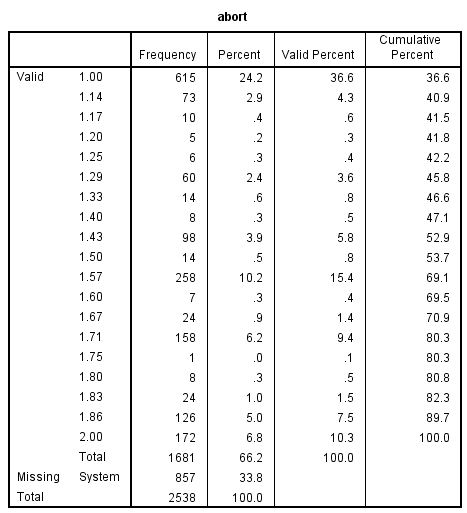 abort
Frequency Percent Valid Percent Cumulative Percent
Valid 1.00 615 24.2 36.6 36.6
1.14 73 2.9 4.3 40.9
1.17 10 .4 .6 41.5
1.20 5 .2 .3 41.8
1.25 6 .3 .4 42.2
1.29 60 2.4 3.6 45.8
1.33 14 .6 .8 46.6
1.40 8 .3 .5 47.1
1.43 98 3.9 5.8 52.9
1.50 14 .5 .8 53.7
1.57 258 10.2 15.4 69.1
1.60 7 .3 .4 69.5
1.67 24 .9 1.4 70.9
1.71 158 6.2 9.4 80.3
1.75 1 .0 .1 80.3
1.80 8 .3 .5 80.8
1.83 24 1.0 1.5 82.3
1.86 126 5.0 7.5 89.7
2.00 172 6.8 10.3 100.0
Total 1681 66.2 100.0
Missing System 857 33.8
Total 2538 100.0